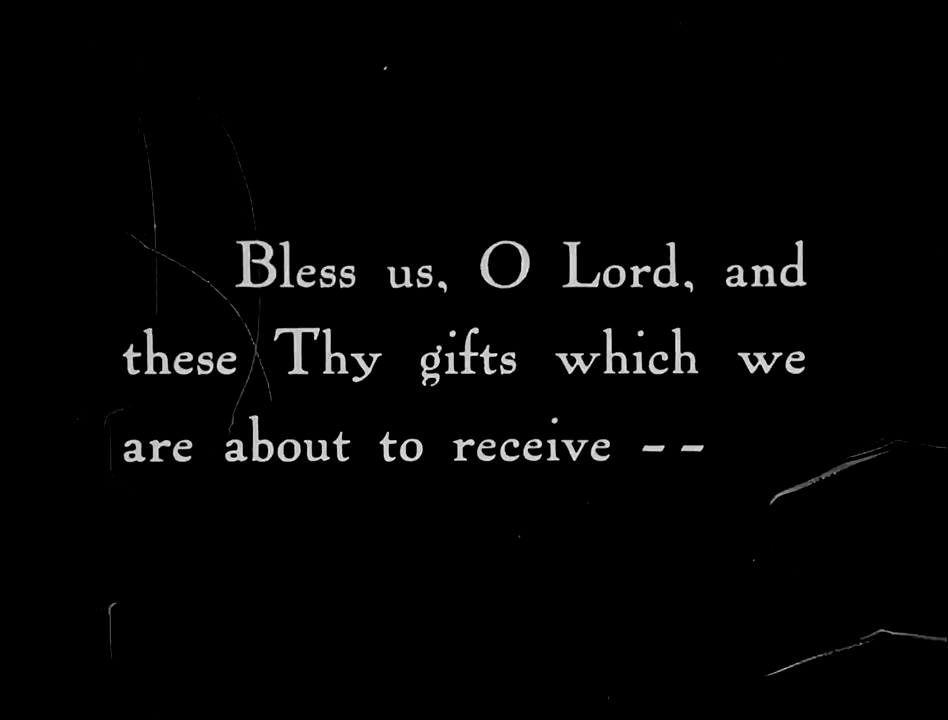 Bless us, O Lord, and
these Thy gifts which we
are about to receive --